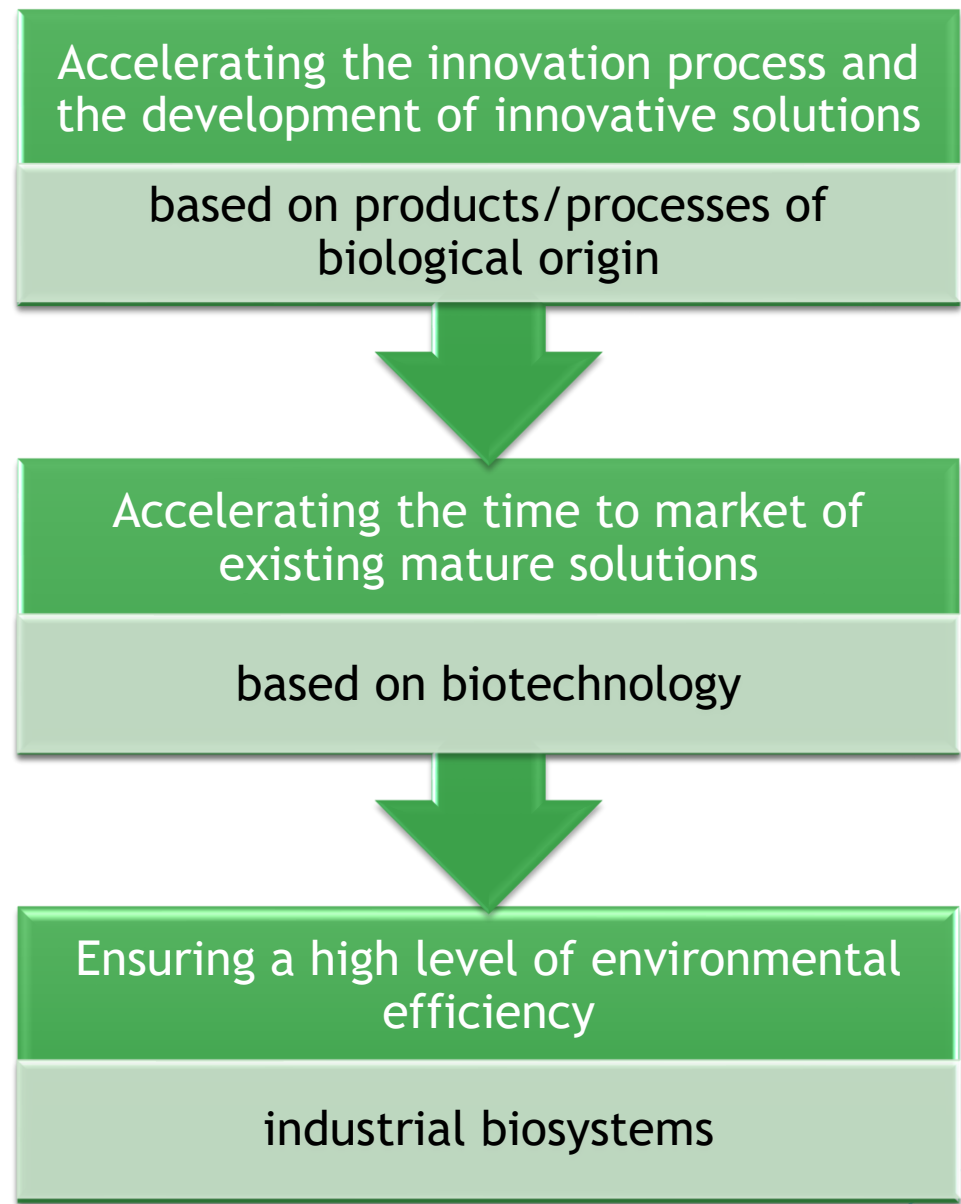 Accelerating the innovation process and
the development of innovative solutions
based on products/processes of
biological origin
Accelerating the time to market of
existing mature solutions
based on biotechnology
Ensuring a high level of environmental
efficiency
industrial biosystems